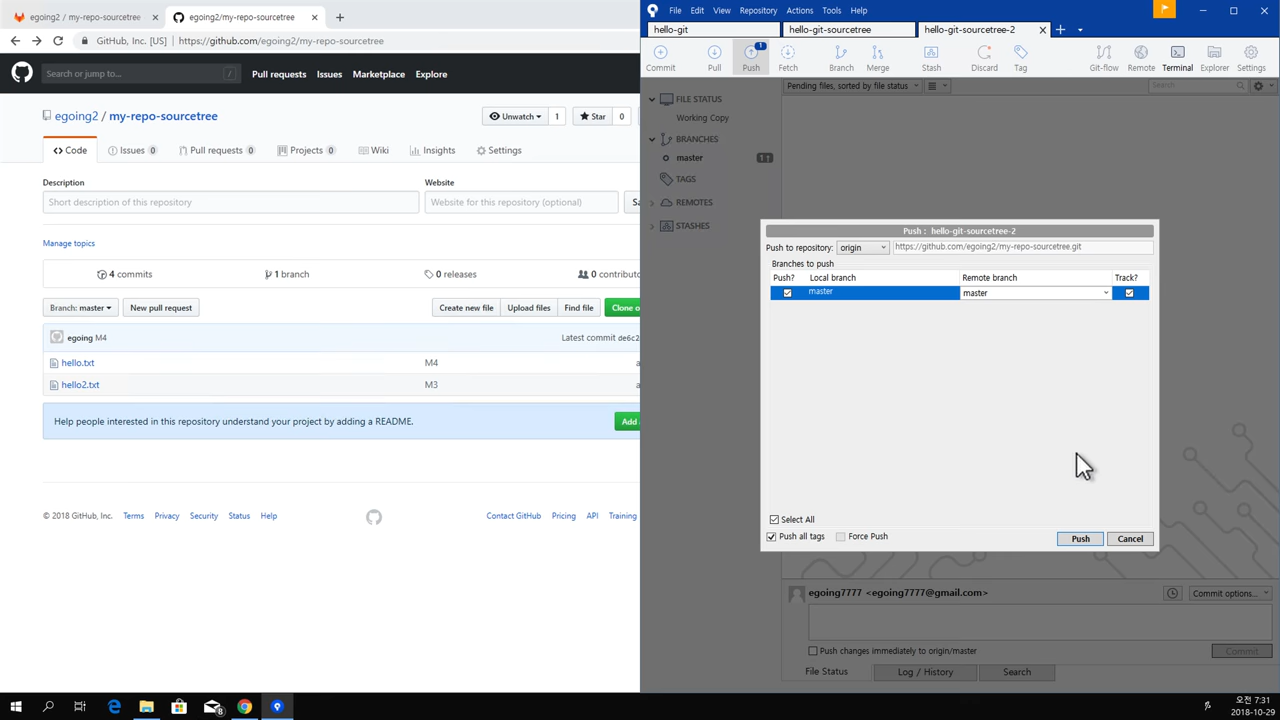 egoing2 / my-repo-sourcetree
egoing2/my-repo-sourcetree
GitHub, Inc. [US]
https://github.com/egoing2/my-repo-sourcetree
Search or jump to...
/
Pull requests
Issues
Marketplace
Explore
egoing2 / my-repo-sourcetree
Unwatch
1
Star
0
Code
Issues 0
Pull requests 0
Projects 0
Wiki
Insights
Settings
Description
Website
Short description of this repository
Website for this repository (optional)
Manage topics
4 commits
1 branch
0 releases
0
Branch: master
New pull request
Create new file
Upload files
Find file
Clone
egoing M4
Latest commit
hello.txt
M4
hello2.txt
M3
Help people interested in this repository understand your project by adding a README.
Add
© 2018 GitHub, Inc.
Terms
Privacy
Security
Status
Help
Contact GitHub
Pricing
API
Training
File
Edit
View
Repository
Actions
Tools
Help
hello-git
hello-git-sourcetree
hello-git-sourcetree-2
1
Commit
Pull
Push
Fetch
Branch
Merge
Stash
Discard
Tag
Git-flow
Remote
Terminal
Explorer
Settings
FILE STATUS
Working Copy
BRANCHES
master
1↑
TAGS
REMOTES
STASHES
Pending files, sorted by file status
Search
Push : hello-git-sourcetree-2
Push to repository:
origin
https://github.com/egoing2/my-repo-sourcetree.git
Branches to push
Push?
Local branch
Remote branch
Track?
master
master
Select All
Push all tags
Force Push
Push
Cancel
egoing7777 <egoing7777@gmail.com>
Commit options...
Push changes immediately to origin/master
Commit
File Status
Log / History
Search
8
오전 7:31
2018-10-29